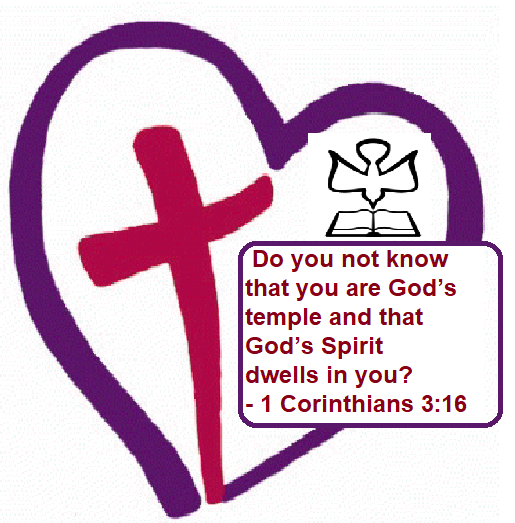 Do you not know
that you are God’s
temple and that
God’s Spirit
dwells in you?
- 1 Corinthians 3:16